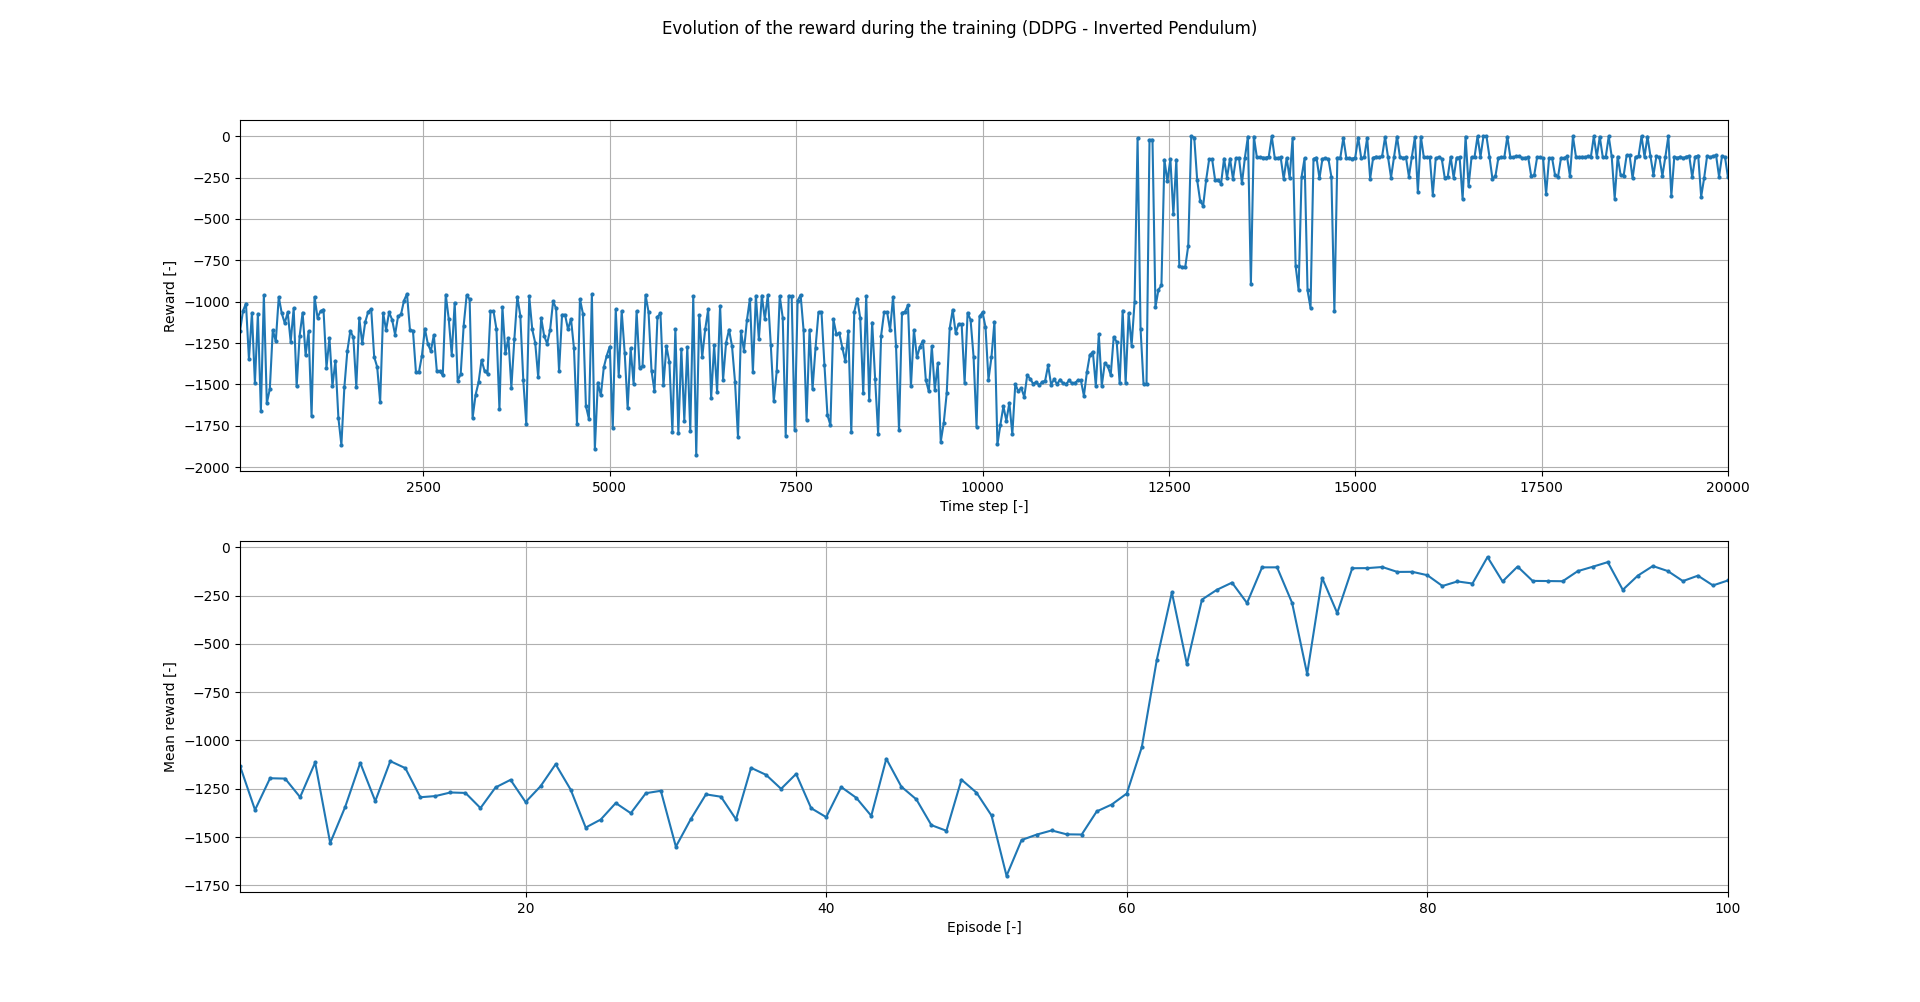 Evolution of the reward during the training (DDPG - Inverted Pendulum)
0
−250
−500
−750
−1000
−1250
−1500
−1750
−2000
Reward [-]
2500 5000 7500 10000 12500 15000 17500 20000
Time step [-]
0
−250
−500
−750
−1000
−1250
−1500
−1750
Mean reward [-]
20 40 60 80 100
Episode [-]